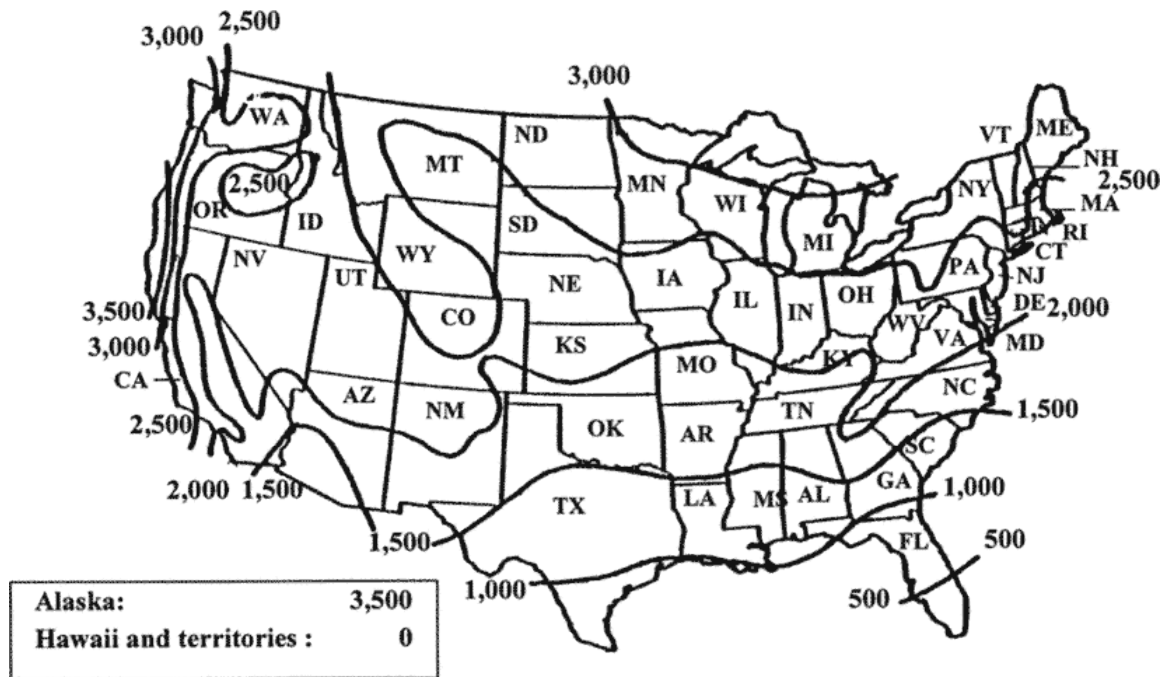 3,000 2,500
3,000
WA
ND
MT
MN
VT
ME
NH
2,500
MA
RI
CT
NJ
2,500
OR
ID
WY
SD
WI
MI
NY
NV
UT
CO
NE
IA
IL
IN
OH
PA
DE
2,000
WV
VA
MD
3,500
3,000
CA
KS
MO
KY
NC
AZ
NM
OK
AR
TN
1,500
2,500
SC
GA
2,000
1,500
TX
LA
MS
AL
1,000
1,500
FL
500
1,000
500
Alaska: 3,500
Hawaii and territories : 0